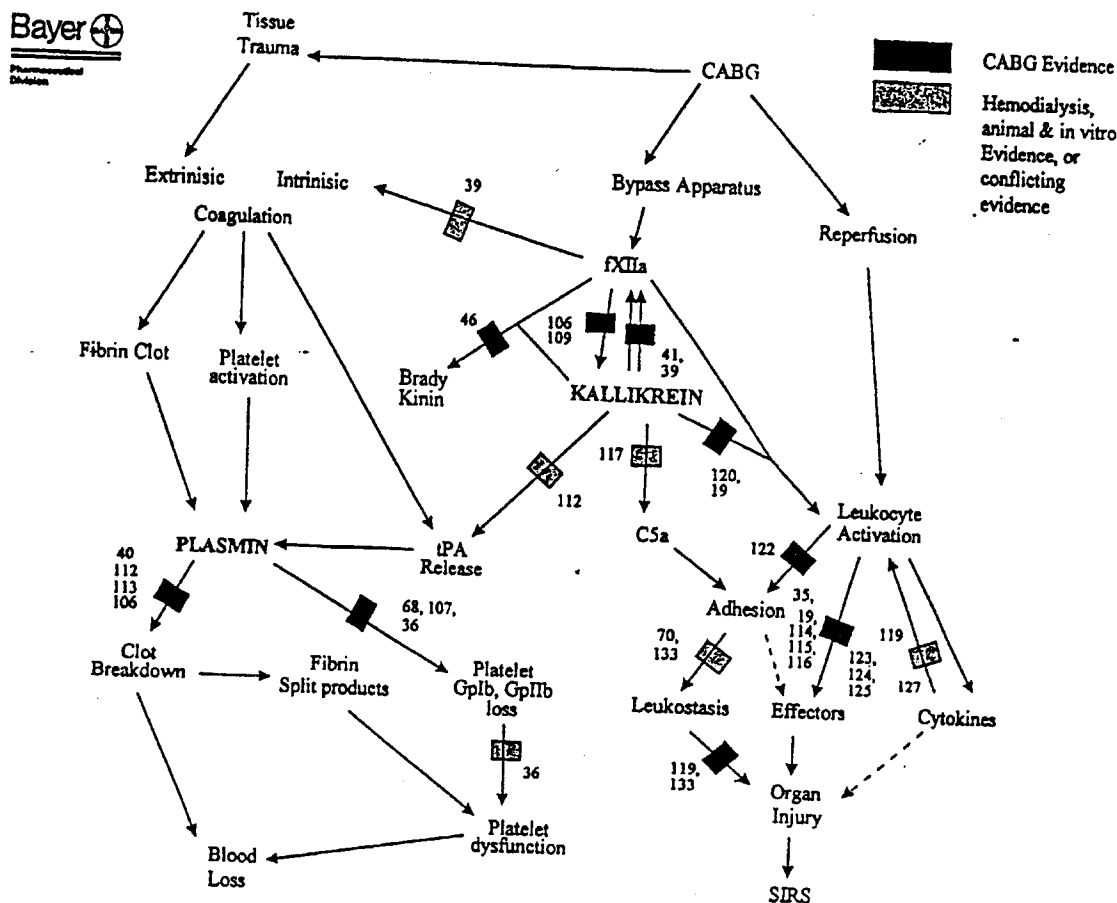 Bayer
BAYER
Pharmaceutical
Division
Tissue
Trauma
CABG
CABG Evidence
Hemodialysis,
animal & in vitro
Evidence, or
conflicting
evidence
Extrinisic
Intrinisic
Coagulation
39
Bypass Apparatus
Reperfusion
fXIIa
46
106
109
41,
39
Fibrin Clot
Platelet
activation
Brady
Kinin
KALLIKREIN
117
112
120,
19
PLASMIN
tPA
Release
C5a
Leukocyte
Activation
40
112
113
106
68, 107,
36
122
Adhesion
35,
19,
114,
115,
116
123,
124,
125
119
127
70,
133
Clot
Breakdown
Fibrin
Split products
Platelet
GpIb, GpIIb
loss
Leukostasis
Effectors
Cytokines
36
119,
133
Organ
Injury
Platelet
dysfunction
Blood
Loss
SIRS